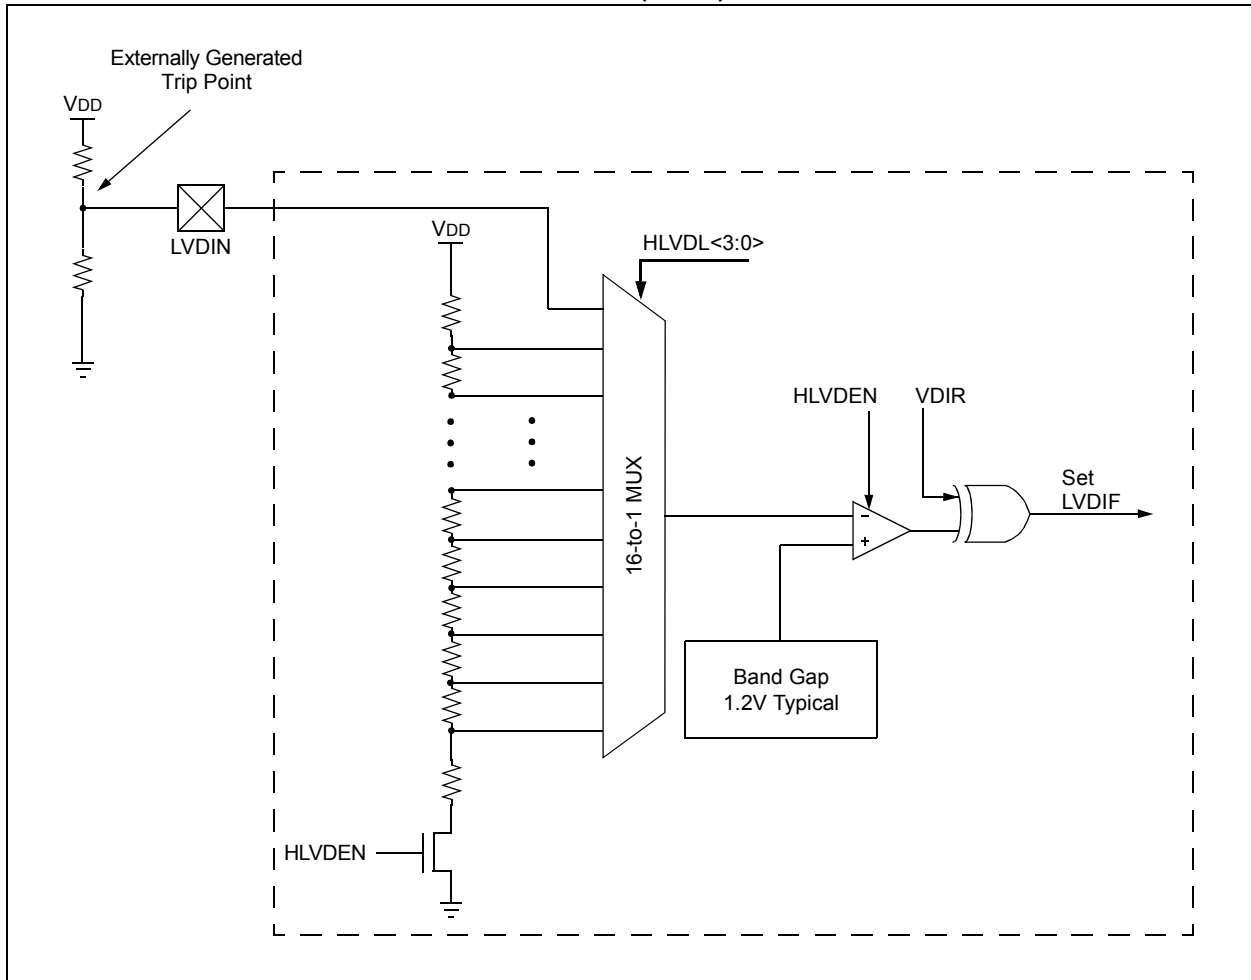 Externally Generated
Trip Point
VDD
LVDIN
VDD
HLVDL<3:0>
HLVDEN
VDIR
Set
LVDIF
16-to-1 MUX
−
+
Band Gap
1.2V Typical
HLVDEN